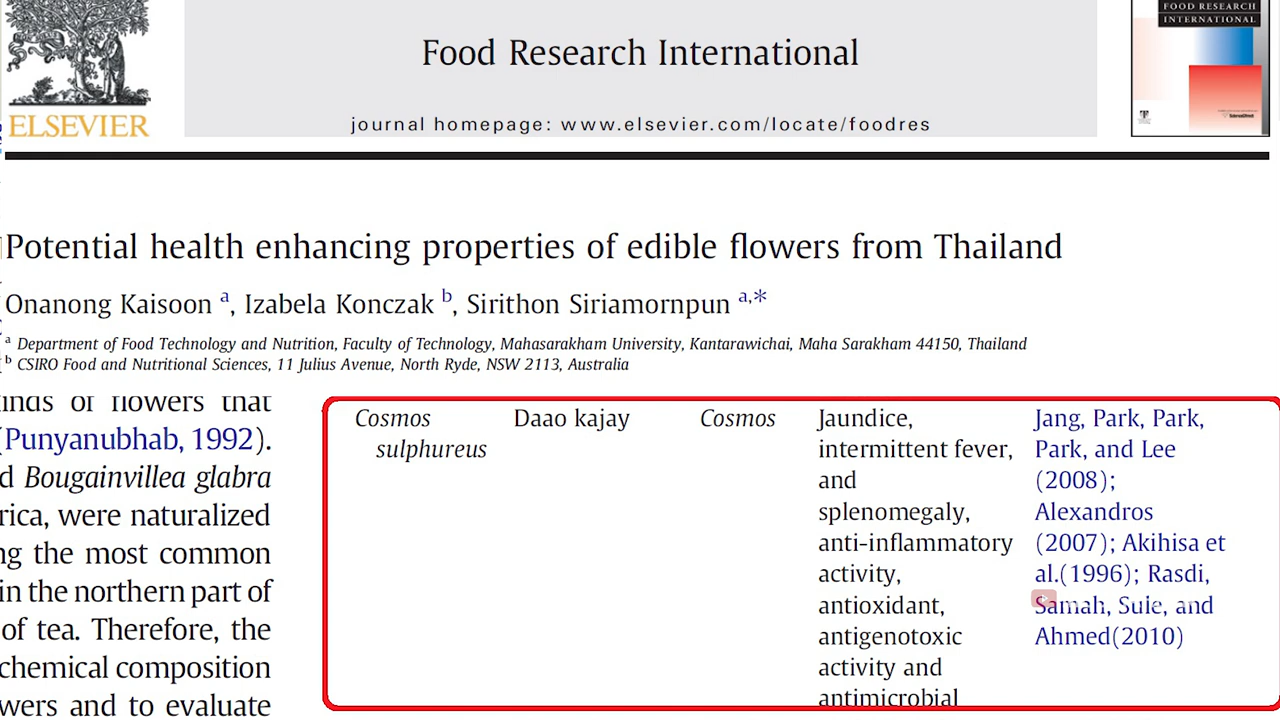 FOOD RESEARCH
INTERNATIONAL
Food Research International
ELSEVIER
journal homepage: www.elsevier.com/locate/foodres
Potential health enhancing properties of edible flowers from Thailand
Onanong Kaisoon a, Izabela Konczak b, Sirithon Siriamornpun a,*
a Department of Food Technology and Nutrition, Faculty of Technology, Mahasarakham University, Kantarawichai, Maha Sarakham 44150, Thailand
b CSIRO Food and Nutritional Sciences, 11 Julius Avenue, North Ryde, NSW 2113, Australia
inds of flowers that
(Punyanubhab, 1992).
d Bougainvillea glabra
rica, were naturalized
ng the most common
in the northern part of
of tea. Therefore, the
chemical composition
wers and to evaluate
Cosmos
sulphureus
Daao kajay
Cosmos
Jaundice,
intermittent fever,
and
splenomegaly,
anti-inflammatory
activity,
antioxidant,
antigenotoxic
activity and
antimicrobial
Jang, Park, Park,
Park, and Lee
(2008);
Alexandros
(2007); Akihisa et
al.(1996); Rasdi,
Samah, Sule, and
Ahmed(2010)